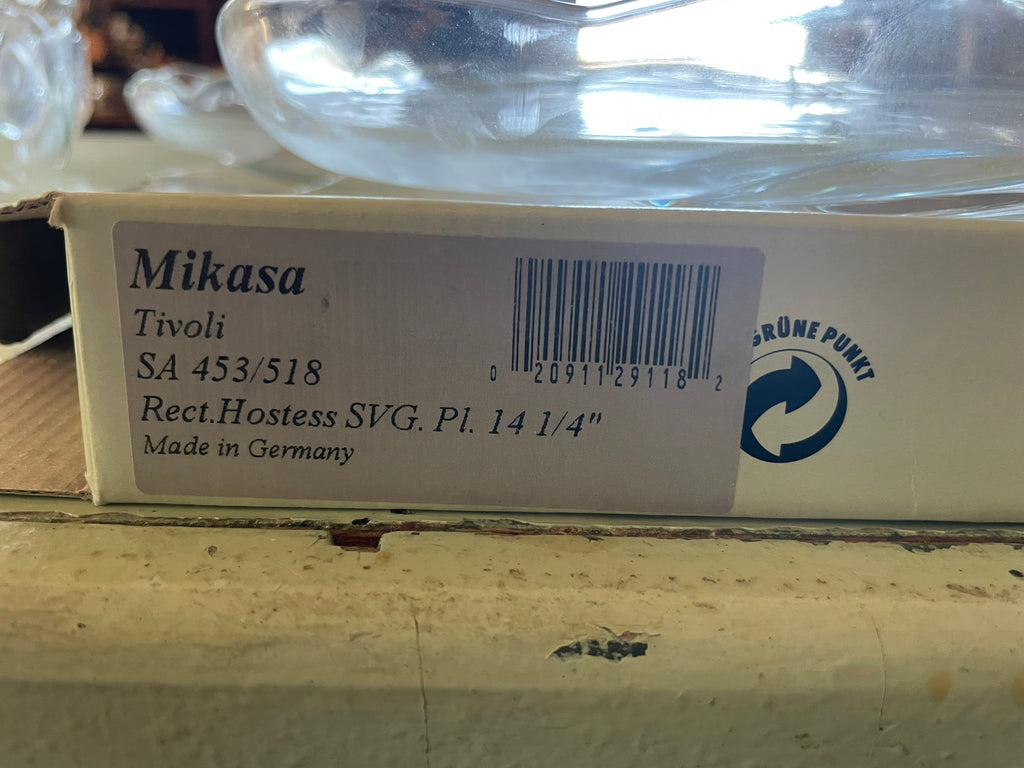 Mikasa
Tivoli
SA 453/518
Rect.Hostess SVG. Pl. 14 1/4"
Made in Germany
0 20911 29118 2
GRÜNE PUNKT